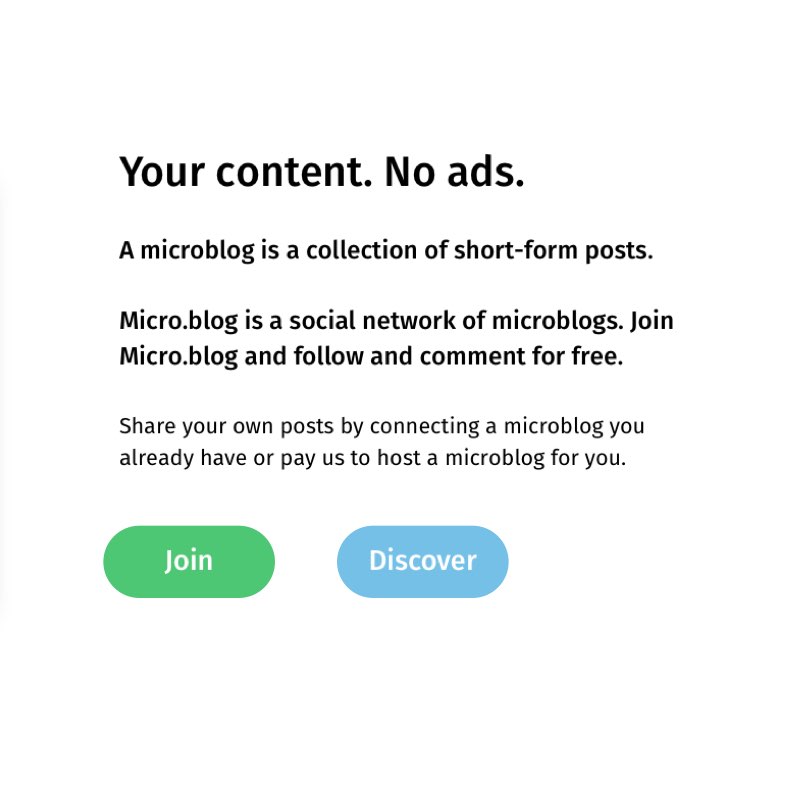 Your content. No ads.
A microblog is a collection of short-form posts.
Micro.blog is a social network of microblogs. Join
Micro.blog and follow and comment for free.
Share your own posts by connecting a microblog you
already have or pay us to host a microblog for you.
Join
Discover